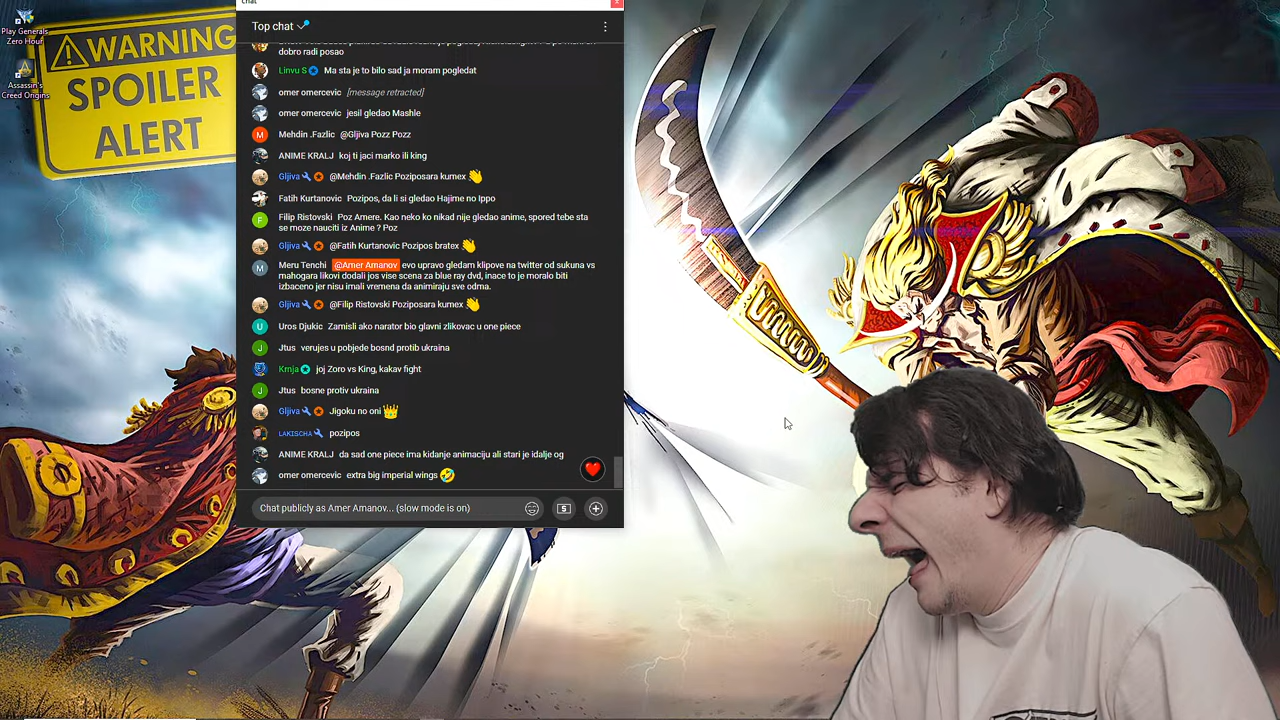 Play Generals
Zero Hour
Assassin's
Creed Origins
WARNING
SPOILER
ALERT
Chat
Top chat
dobro radi posao
Linvu S Ma sta je to bilo sad ja moram pogledat
omer omercevic [message retracted]
omer omercevic jesil gledao Mashle
M Mehdin .Fazlic @Gljiva Pozz Pozz
ANIME KRALJ koj ti jaci marko ili king
Gljiva @Mehdin .Fazlic Poziposara kumex 👋
Fatih Kurtanovic Pozipos, da li si gledao Hajime no Ippo
F Filip Ristovski Poz Amere. Kao neko ko nikad nije gledao anime, spored tebe sta
se moze nauciti iz Anime ? Poz
Gljiva @Fatih Kurtanovic Pozipos bratex 👋
M Meru Tenchi @Amer Amanov evo upravo gledam klipove na twitter od sukuna vs
mahogara likovi dodali jos vise scena za blue ray dvd, inace to je moralo biti
izbaceno jer nisu imali vremena da animiraju sve odma.
Gljiva @Filip Ristovski Poziposara kumex 👋
U Uros Djukic Zamisli ako narator bio glavni zlikovac u one piece
J Jtus verujes u pobjede bosnd protib ukraina
Krnja joj Zoro vs King, kakav fight
J Jtus bosne protiv ukraina
Gljiva Jigoku no oni 👑
LAKISCHA pozipos
ANIME KRALJ da sad one piece ima kidanje animaciju ali stari je idalje og
omer omercevic extra big imperial wings 🤣
Chat publicly as Amer Amanov... (slow mode is on)